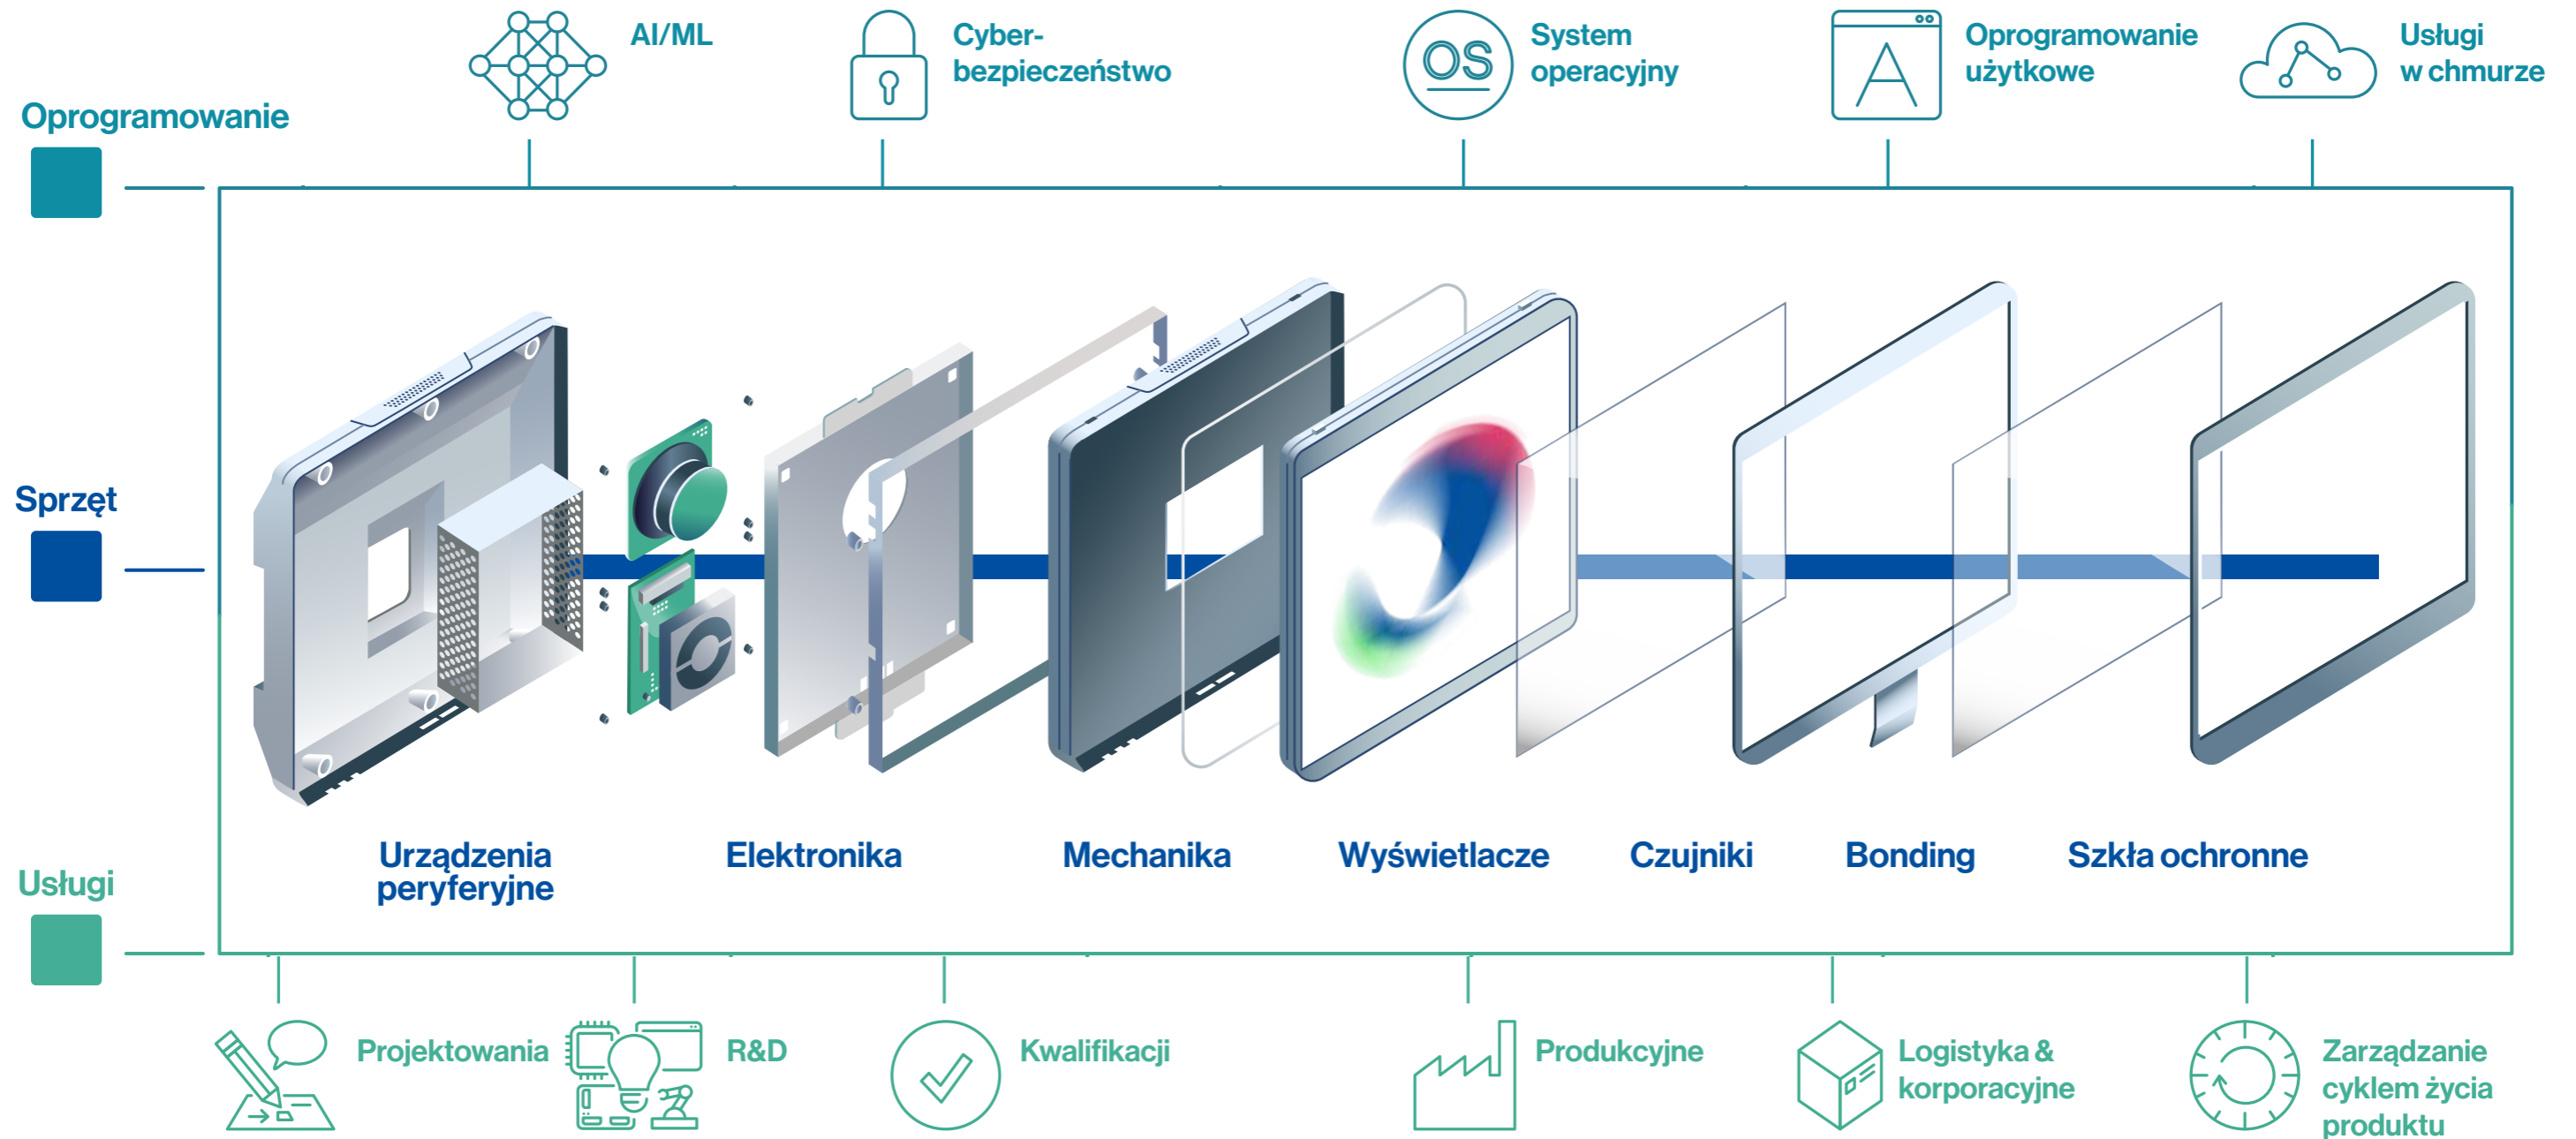 AI/ML
Cyber-
bezpieczeństwo
OS
System
operacyjny
A
Oprogramowanie
użytkowe
Usługi
w chmurze
Oprogramowanie
Sprzęt
Urządzenia
peryferyjne
Elektronika
Mechanika
Wyświetlacze
Czujniki
Bonding
Szkła ochronne
Usługi
Projektowania
R&D
Kwalifikacji
Produkcyjne
Logistyka &
korporacyjne
Zarządzanie
cyklem życia
produktu